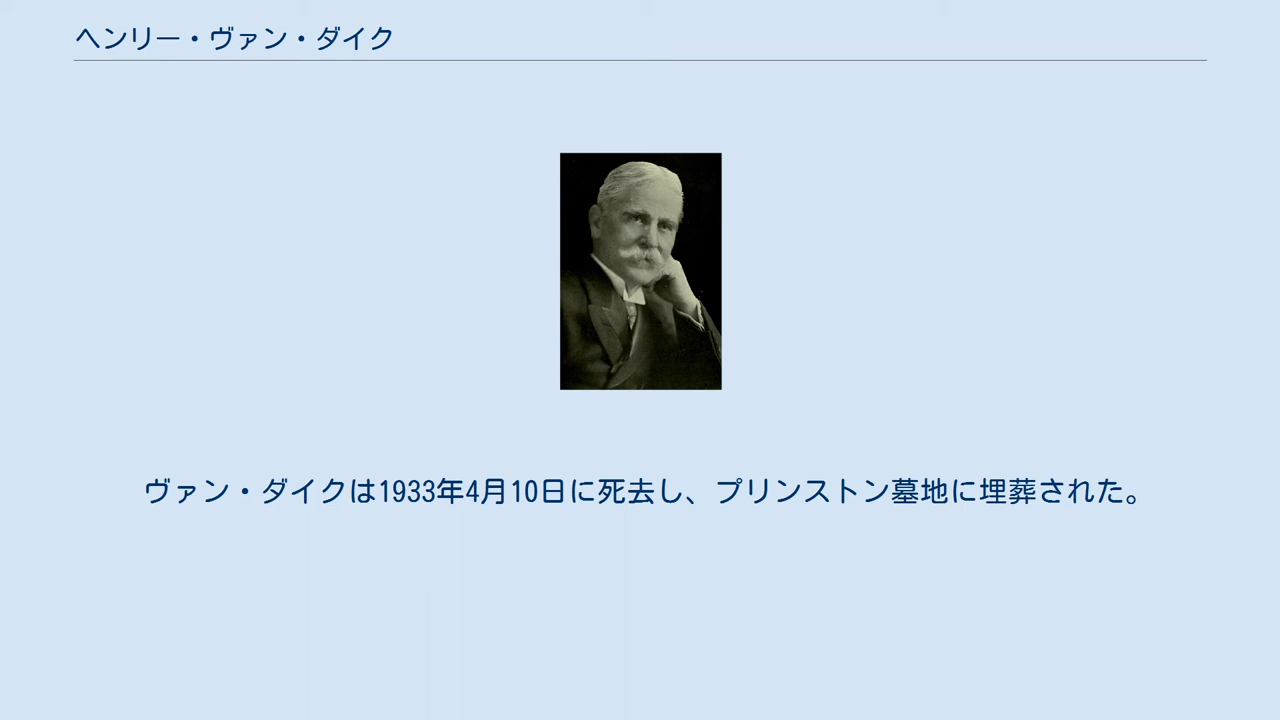 ヘンリー・ヴァン・ダイク
ヴァン・ダイクは1933年4月10日に死去し、プリンストン墓地に埋葬された。